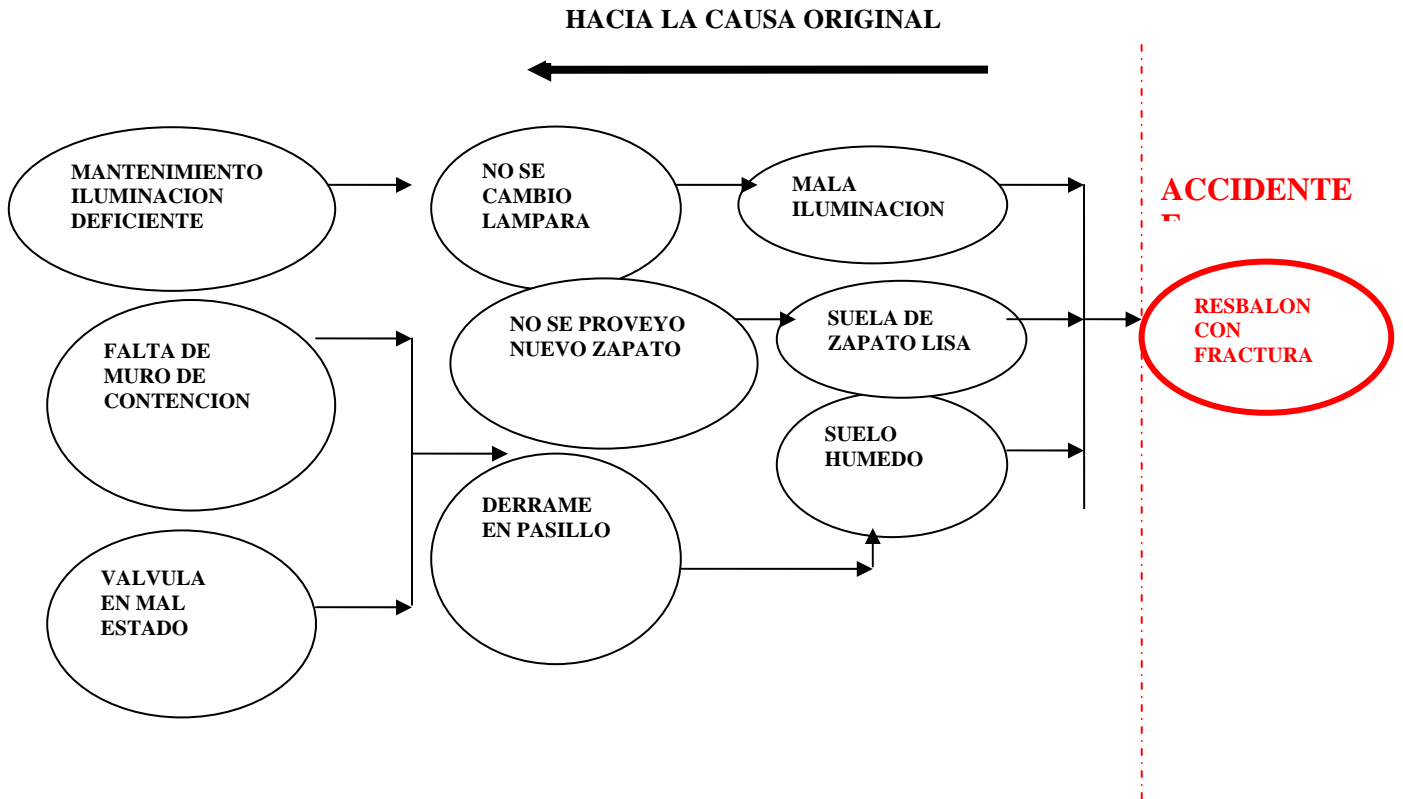 HACIA LA CAUSA ORIGINAL
MANTENIMIENTO
ILUMINACION
DEFICIENTE
NO SE
CAMBIO
LAMPARA
MALA
ILUMINACION
ACCIDENTE
RESBALON
CON
FRACTURA
NO SE PROVEYO
NUEVO ZAPATO
SUELA DE
ZAPATO LISA
FALTA DE
MURO DE
CONTENCION
SUELO
HUMEDO
DERRAME
EN PASILLO
VALVULA
EN MAL
ESTADO